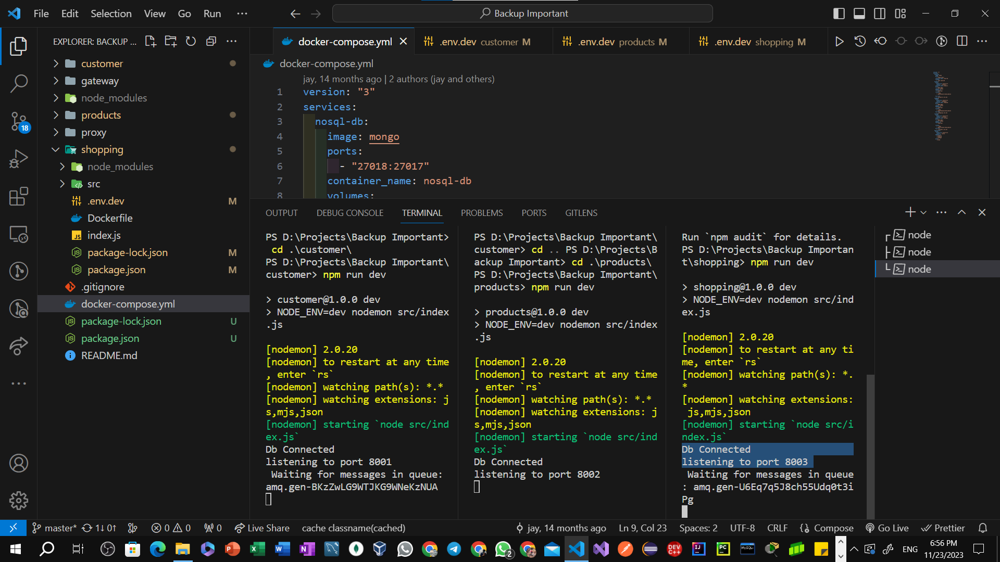 File Edit Selection View Go Run ...
Backup Important
EXPLORER: BACKUP ...
customer
gateway
node_modules
products
proxy
shopping
node_modules
src
.env.dev M
Dockerfile
index.js
package-lock.json M
package.json M
.gitignore
docker-compose.yml
package-lock.json U
package.json U
README.md
18
docker-compose.yml
.env.dev customer M
.env.dev products M
.env.dev shopping M
docker-compose.yml
jay, 14 months ago | 2 authors (jay and others)
1 version: "3"
2 services:
3 nosql-db:
4 image: mongo
5 ports:
6 - "27018:27017"
7 container_name: nosql-db
8 volumes:
OUTPUT DEBUG CONSOLE TERMINAL PROBLEMS PORTS GITLENS
PS D:\Projects\Backup Important>
cd .\customer\
PS D:\Projects\Backup Important\
customer> npm run dev
> customer@1.0.0 dev
> NODE_ENV=dev nodemon src/index
.js
[nodemon] 2.0.20
[nodemon] to restart at any time
, enter `rs`
[nodemon] watching path(s): *.*
[nodemon] watching extensions: j
s,mjs,json
[nodemon] starting `node src/ind
ex.js`
Db Connected
listening to port 8001
Waiting for messages in queue:
amq.gen-BKzZwLG9WTJKG9WNeKzNUA
PS D:\Projects\Backup Important\
customer> cd .. PS D:\Projects\B
ackup Important> cd .\products\
PS D:\Projects\Backup Important\
products> npm run dev
> products@1.0.0 dev
> NODE_ENV=dev nodemon src/index
.js
[nodemon] 2.0.20
[nodemon] to restart at any time
, enter `rs`
[nodemon] watching path(s): *.*
[nodemon] watching extensions: j
s,mjs,json
[nodemon] starting `node src/ind
ex.js`
Db Connected
listening to port 8002
Run `npm audit` for details.
PS D:\Projects\Backup Importan
t\shopping> npm run dev
> shopping@1.0.0 dev
> NODE_ENV=dev nodemon src/ind
ex.js
[nodemon] 2.0.20
[nodemon] to restart at any ti
me, enter `rs`
[nodemon] watching path(s): *.
*
[nodemon] watching extensions:
js,mjs,json
[nodemon] starting `node src/i
ndex.js`
Db Connected
listening to port 8003
Waiting for messages in queue
: amq.gen-U6Eq7q5J8ch55Udq0t3i
Pg
node
node
node
master* 1↓ 0↑ 0 0 0 Live Share cache classname(cached) jay, 14 months ago Ln 9, Col 23 Spaces: 2 UTF-8 CRLF Compose Go Live Prettier
2
ENG
6:56 PM
11/23/2023